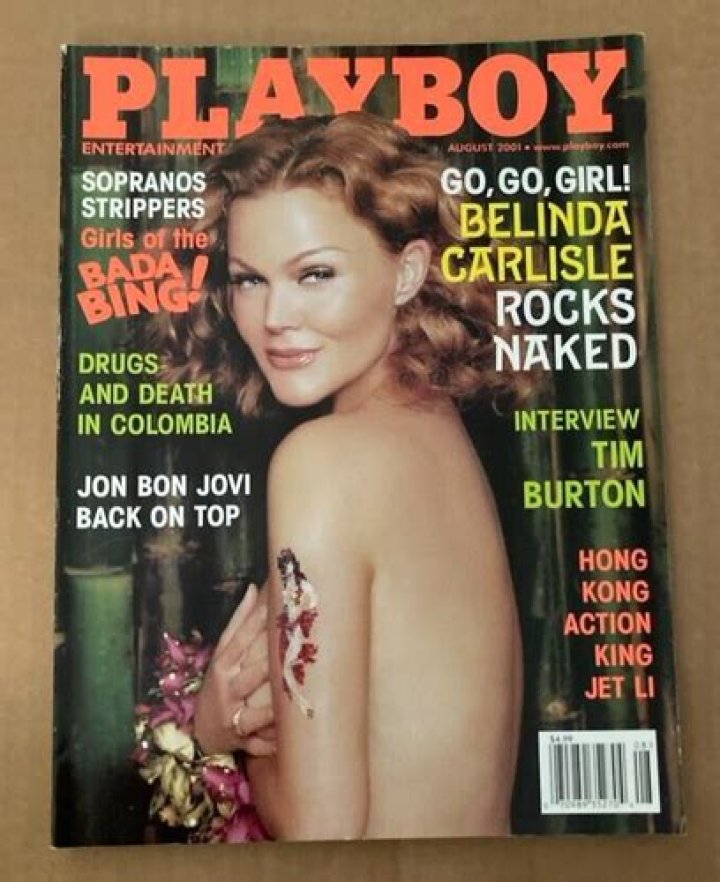 PLAYBOY
ENTERTAINMENT
AUGUST 2001 • www.playboy.com
SOPRANOS
STRIPPERS
Girls of the
BADA
BING!
DRUGS
AND DEATH
IN COLOMBIA
JON BON JOVI
BACK ON TOP
GO, GO, GIRL!
BELINDA
CARLISLE
ROCKS
NAKED
INTERVIEW
TIM
BURTON
HONG
KONG
ACTION
KING
JET LI
$4.99
08